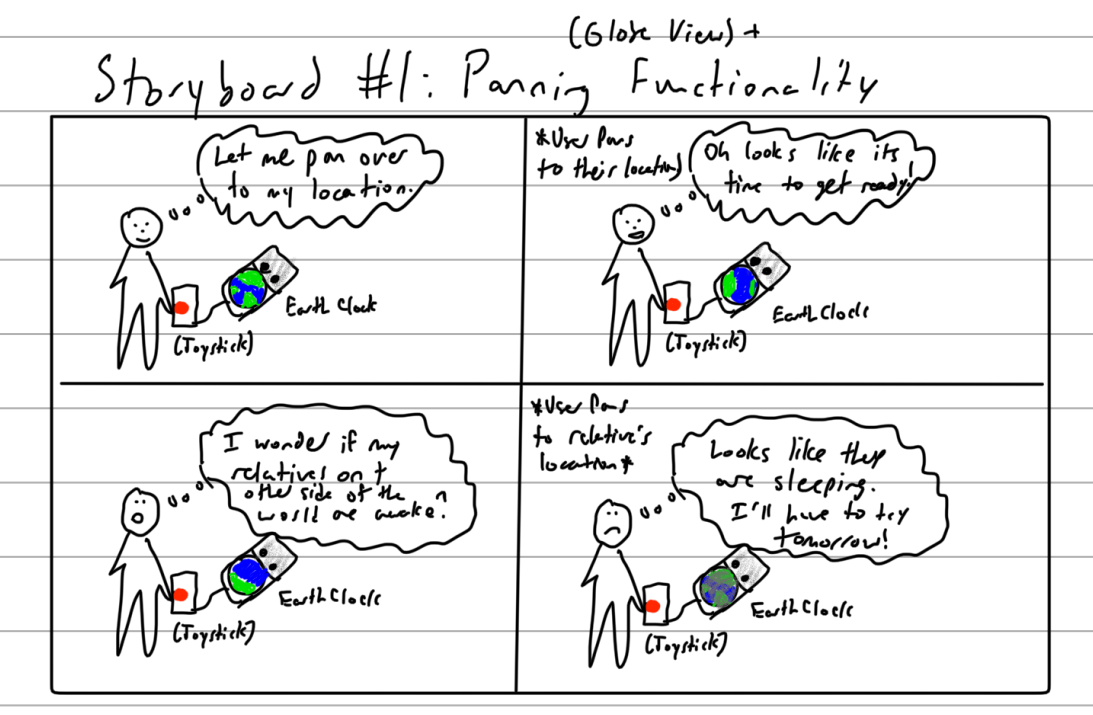 (Globe View) +
Storyboard #1: Panning Functionality
Let me pan over
to my location.
Earth Clock
(Joystick)
*User Pans
to their location)
Oh looks like its
time to get ready!
Earth Clock
(Joystick)
I wonder if my
relatives on t
other side of the
world are awake.
Earth Clock
(Joystick)
*User Pans
to relative's
location*
Looks like they
are sleeping.
I'll have to try
tomorrow!
Earth Clock
(Joystick)